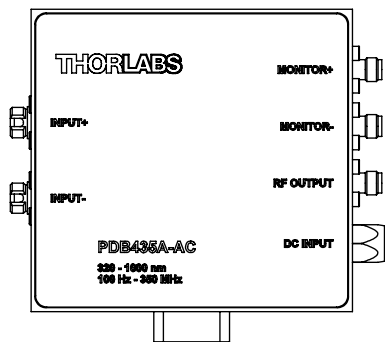 THORLABS
MONITOR+
INPUT+
MONITOR-
RF OUTPUT
INPUT-
DC INPUT
PDB435A-AC
320 - 1000 nm
100 Hz - 350 MHz